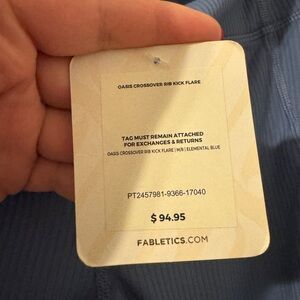 OASIS CROSSOVER RIB KICK FLARE
TAG MUST REMAIN ATTACHED
FOR EXCHANGES & RETURNS
OASIS CROSSOVER RIB KICK FLARE | M/8 | ELEMENTAL BLUE
PT2457981-9366-17040
$ 94.95
FABLETICS.COM